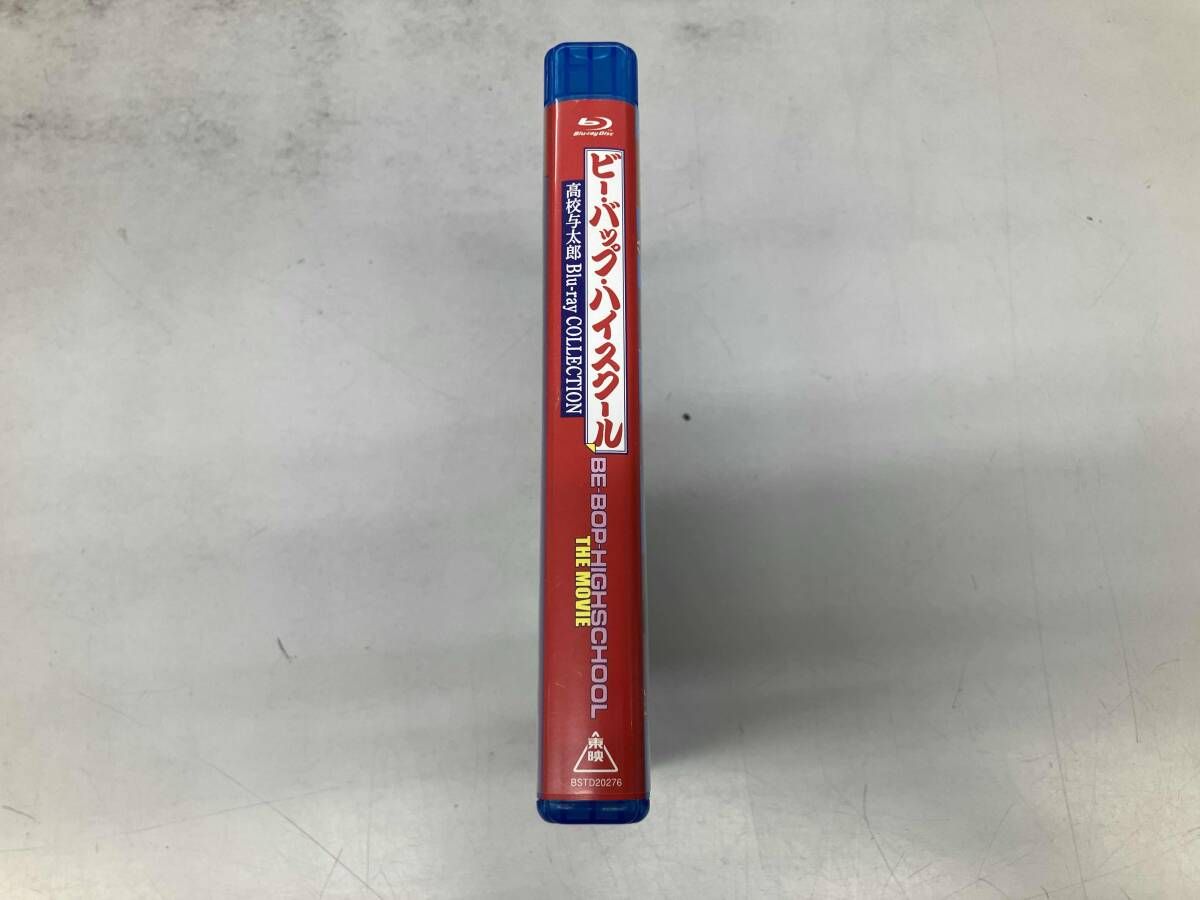 Blu-ray Disc
ビー・バップ・ハイスクール
高校与太郎 Blu-ray COLLECTION
BE-BOP-HIGHSCHOOL
THE MOVIE
東映
BSTD20276